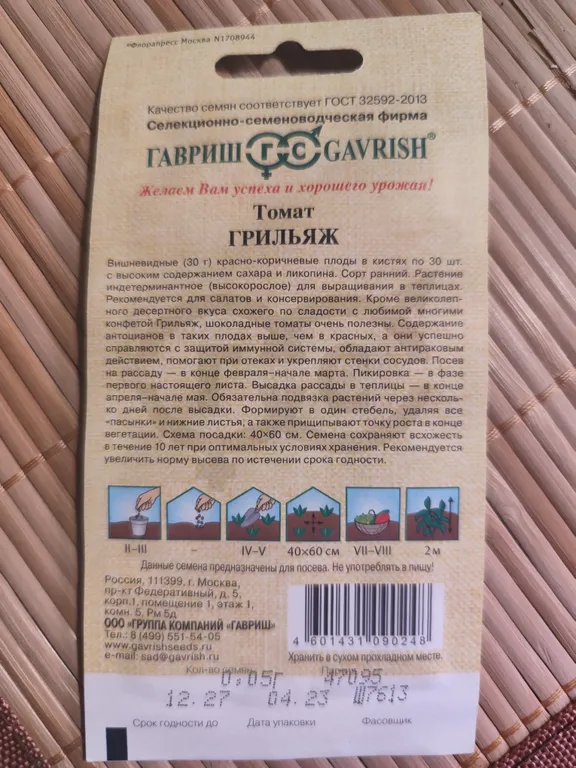 *Флорапресс Москва N1708944
Качество семян соответствует ГОСТ 32592-2013
Селекционно-семеноводческая фирма
ГАВРИШ Г-С GAVRISH®
Желаем Вам успеха и хорошего урожая!
Томат
ГРИЛЬЯЖ
Вишневидные (30 г) красно-коричневые плоды в кистях по 30 шт.
с высоким содержанием сахара и ликопина. Сорт ранний. Растение
индетерминантное (высокорослое) для выращивания в теплицах.
Рекомендуется для салатов и консервирования. Кроме великолеп-
ного десертного вкуса схожего по сладости с любимой многими
конфетой Грильяж, шоколадные томаты очень полезны. Содержание
антоцианов в таких плодах выше, чем в красных, а они успешно
справляются с защитой иммунной системы, обладают антираковым
действием, помогают при отеках и укрепляют стенки сосудов. Посев
на рассаду — в конце февраля–начале марта. Пикировка — в фазе
первого настоящего листа. Высадка рассады в теплицы — в конце
апреля–начале мая. Обязательна подвязка растений через несколь-
ко дней после высадки. Формируют в один стебель, удаляя все
«пасынки» и нижние листья, а также прищипывают точку роста в конце
вегетации. Схема посадки: 40×60 см. Семена сохраняют всхожесть
в течение 10 лет при оптимальных условиях хранения. Рекомендуется
увеличить норму высева по истечении срока годности.
II–III – IV–V 40×60 см VII–VIII 2 м
Данные семена предназначены для посева. Не употреблять в пищу!
Россия, 111399, г. Москва,
пр-кт Федеративный, д. 5,
корп.1, помещение 1, этаж 1,
комн. 5, Рм 5д
ООО «ГРУППА КОМПАНИЙ «ГАВРИШ»
Тел.: 8 (499) 551-54-05
www.gavrishseeds.ru
e-mail: sad@gavrish.ru
4 601431 090248
Хранить в сухом прохладном месте.
Кол-во семян Партия
0,05г 47095
12.27 04.23 Ш7613
Срок годности до Дата упаковки Фасовщик